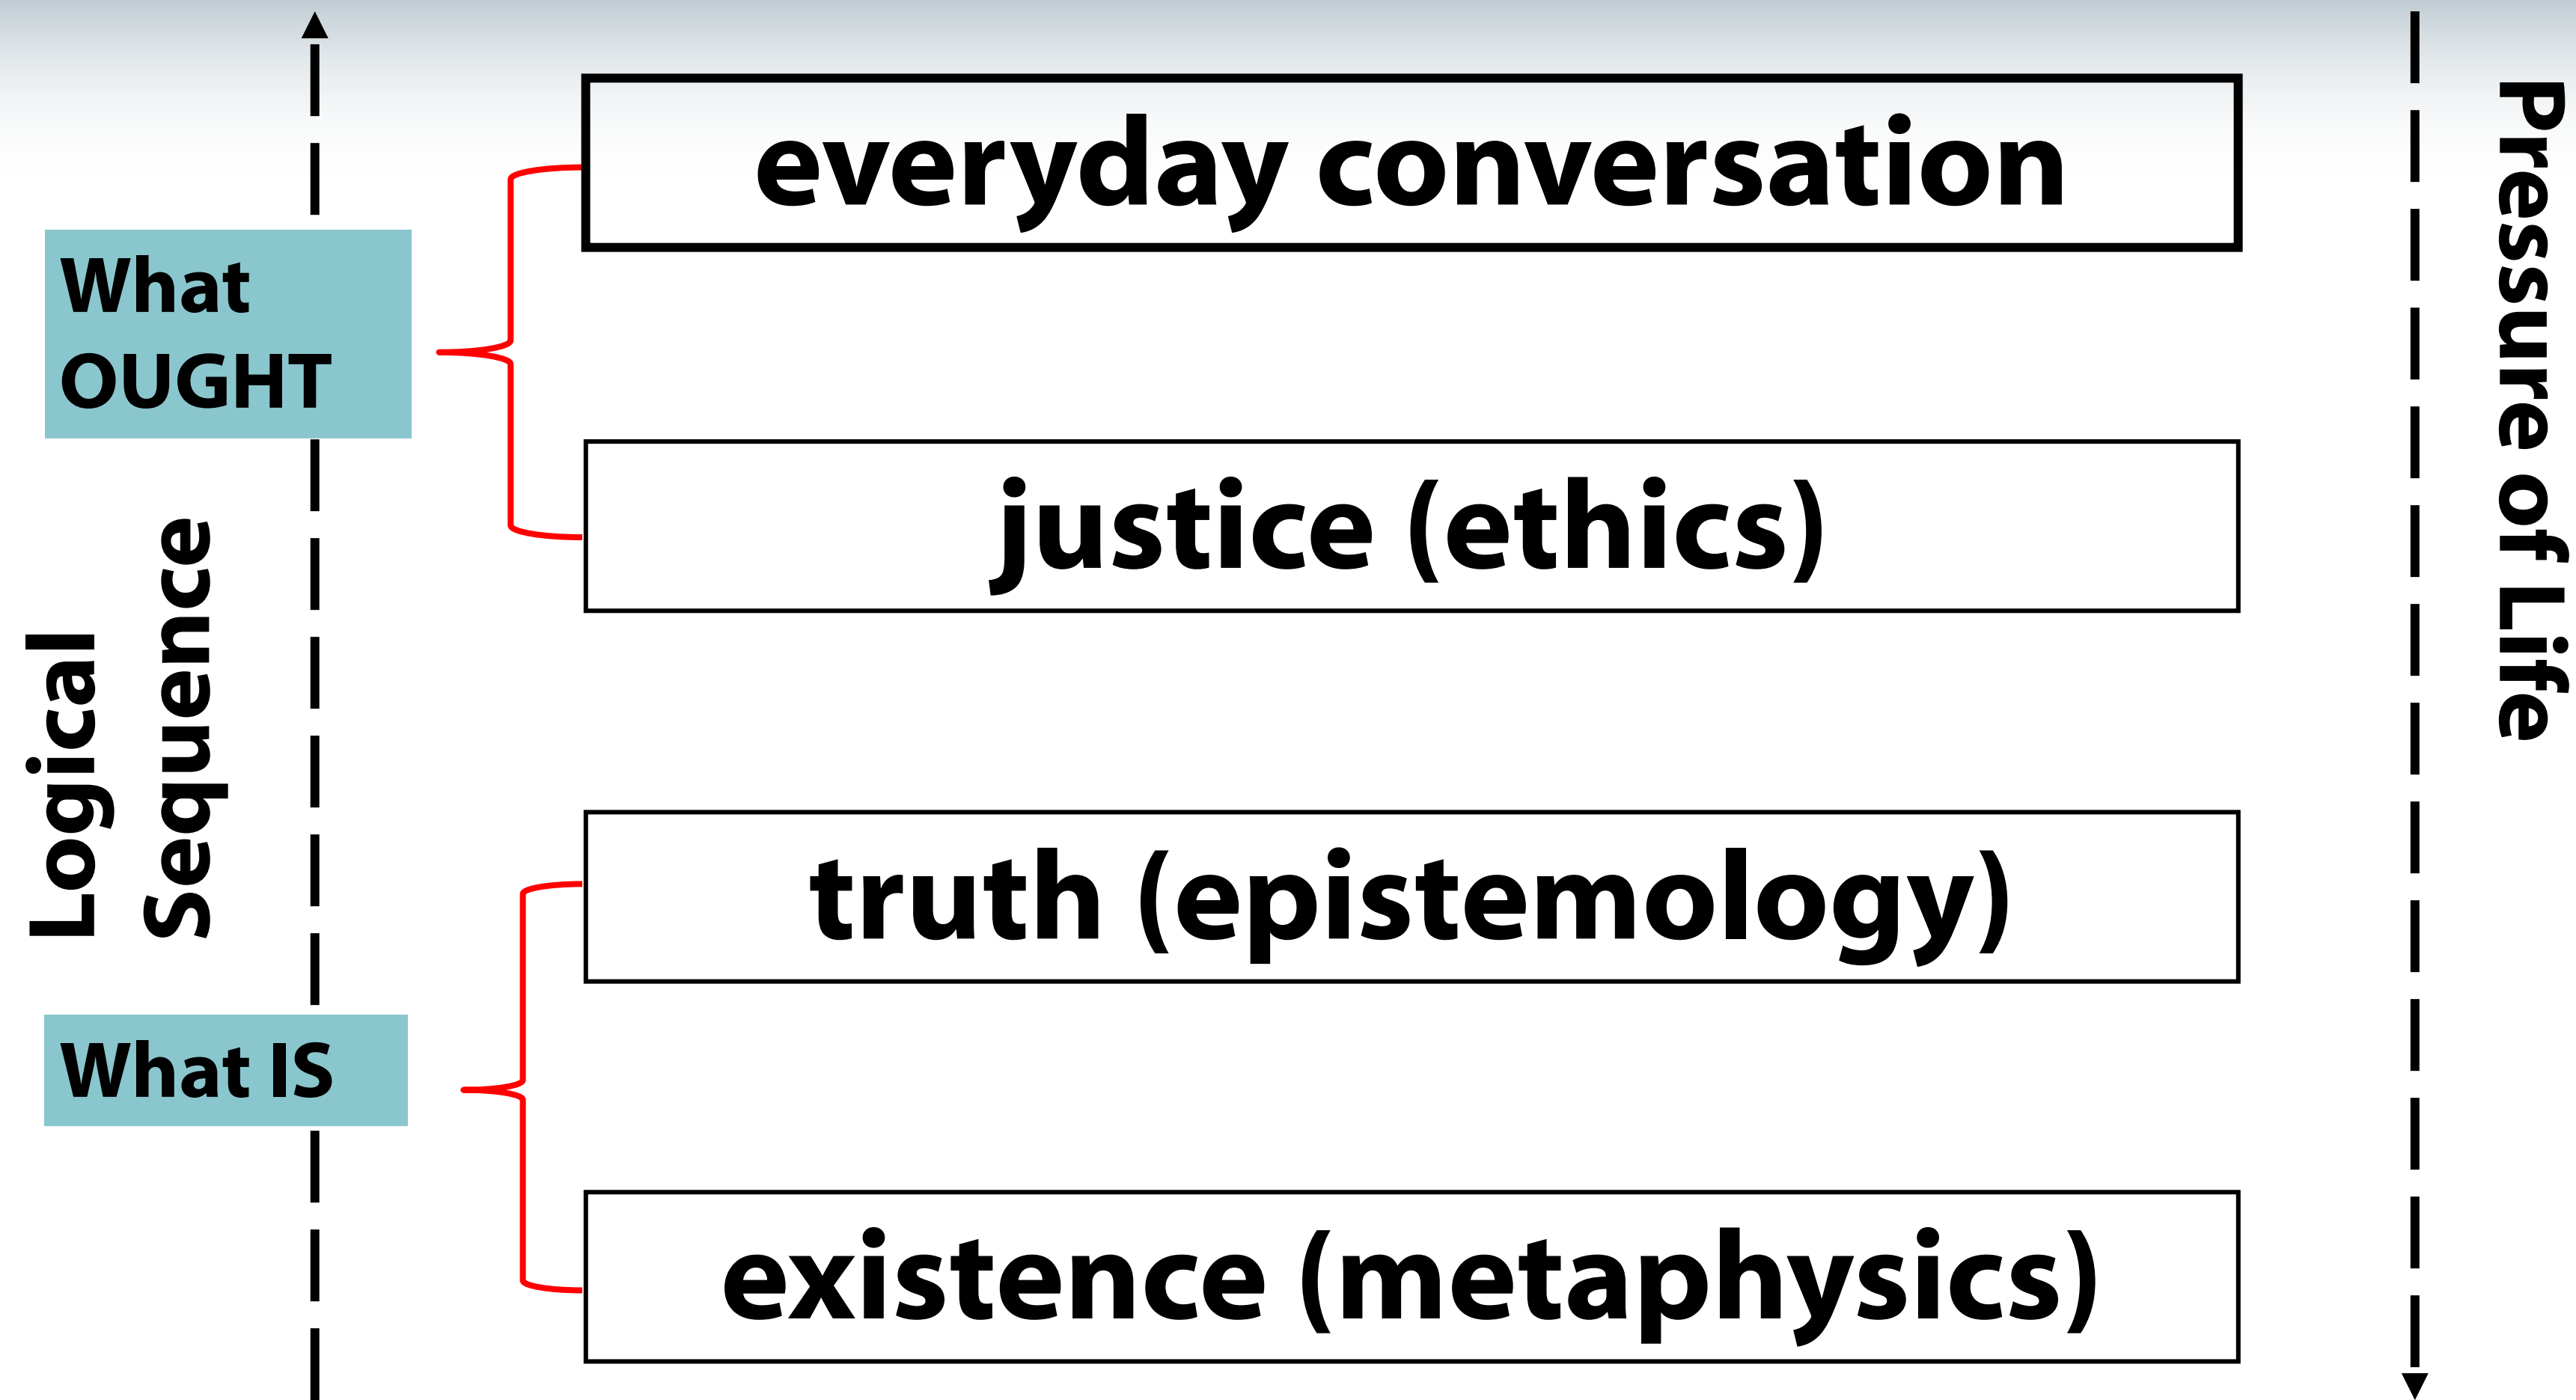 everyday conversation
What
OUGHT
justice (ethics)
Logical
Sequence
truth (epistemology)
What IS
existence (metaphysics)
Pressure of Life